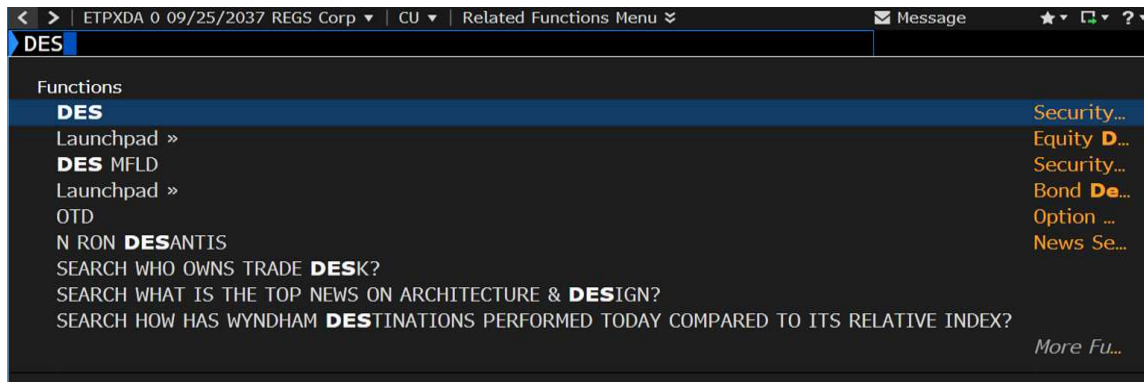 < > | ETPXDA 0 09/25/2037 REGS Corp ▾ | CU ▾ | Related Functions Menu Message ?
DES
Functions
DES Security...
Launchpad » Equity D...
DES MFLD Security...
Launchpad » Bond De...
OTD Option ...
N RON DESANTIS News Se...
SEARCH WHO OWNS TRADE DESK?
SEARCH WHAT IS THE TOP NEWS ON ARCHITECTURE & DESIGN?
SEARCH HOW HAS WYNDHAM DESTINATIONS PERFORMED TODAY COMPARED TO ITS RELATIVE INDEX?
More Fu...